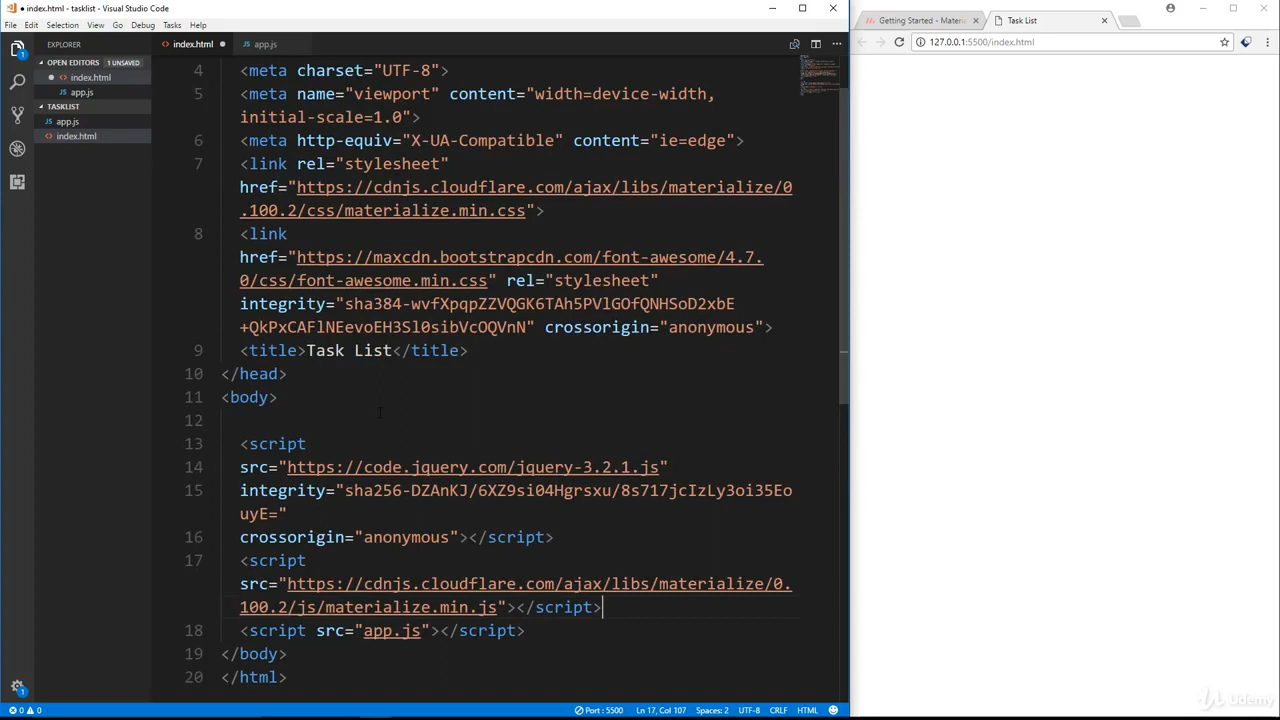 index.html - tasklist - Visual Studio Code
File Edit Selection View Go Debug Tasks Help
Getting Started - Materi
Task List
127.0.0.1:5500/index.html
EXPLORER
index.html
app.js
OPEN EDITORS 1 UNSAVED
index.html
app.js
TASKLIST
app.js
index.html
1
4 <meta charset="UTF-8">
5 <meta name="viewport" content="width=device-width,
initial-scale=1.0">
6 <meta http-equiv="X-UA-Compatible" content="ie=edge">
7 <link rel="stylesheet"
href="https://cdnjs.cloudflare.com/ajax/libs/materialize/0
.100.2/css/materialize.min.css">
8 <link
href="https://maxcdn.bootstrapcdn.com/font-awesome/4.7.
0/css/font-awesome.min.css" rel="stylesheet"
integrity="sha384-wvfXpqpZZVQGK6TAh5PVlGOfQNHSoD2xbE
+QkPxCAFlNEevoEH3Sl0sibVcOQVnN" crossorigin="anonymous">
9 <title>Task List</title>
10 </head>
11 <body>
12
13 <script
14 src="https://code.jquery.com/jquery-3.2.1.js"
15 integrity="sha256-DZAnKJ/6XZ9si04Hgrsxu/8s717jcIzLy3oi35Eo
uyE="
16 crossorigin="anonymous"></script>
17 <script
src="https://cdnjs.cloudflare.com/ajax/libs/materialize/0.
100.2/js/materialize.min.js"></script>
18 <script src="app.js"></script>
19 </body>
20 </html>
1
0 0
Port : 5500 Ln 17, Col 107 Spaces: 2 UTF-8 CRLF HTML
Udemy